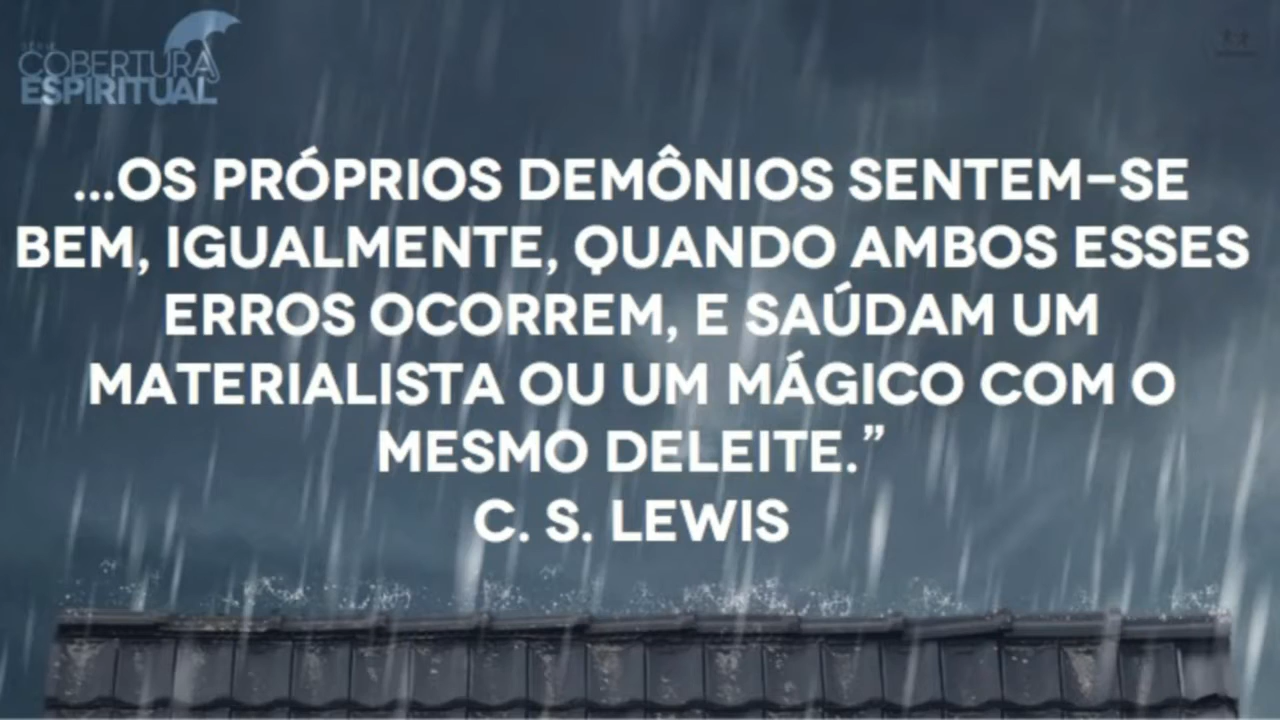 SÉRIE
COBERTURA
ESPIRITUAL
...OS PRÓPRIOS DEMÔNIOS SENTEM-SE
BEM, IGUALMENTE, QUANDO AMBOS ESSES
ERROS OCORREM, E SAÚDAM UM
MATERIALISTA OU UM MÁGICO COM O
MESMO DELEITE.”
C. S. LEWIS